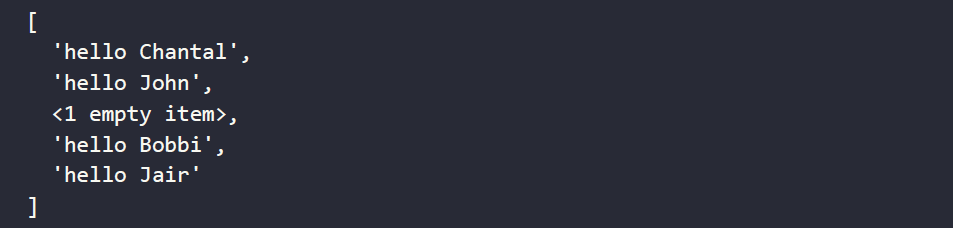 [
'hello Chantal',
'hello John',
<1 empty item>,
'hello Bobbi',
'hello Jair'
]